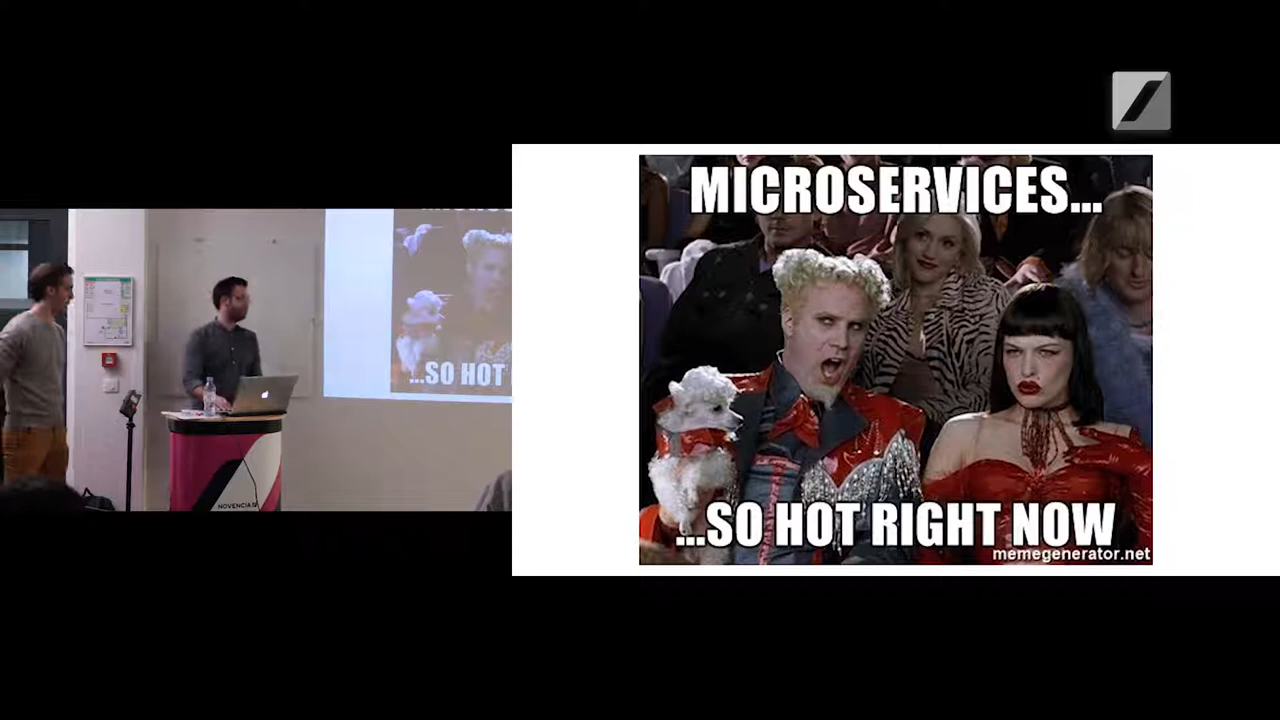 MICROSERVICES...
...SO HOT RIGHT NOW
memegenerator.net
...SO HOT
NOVENCIA